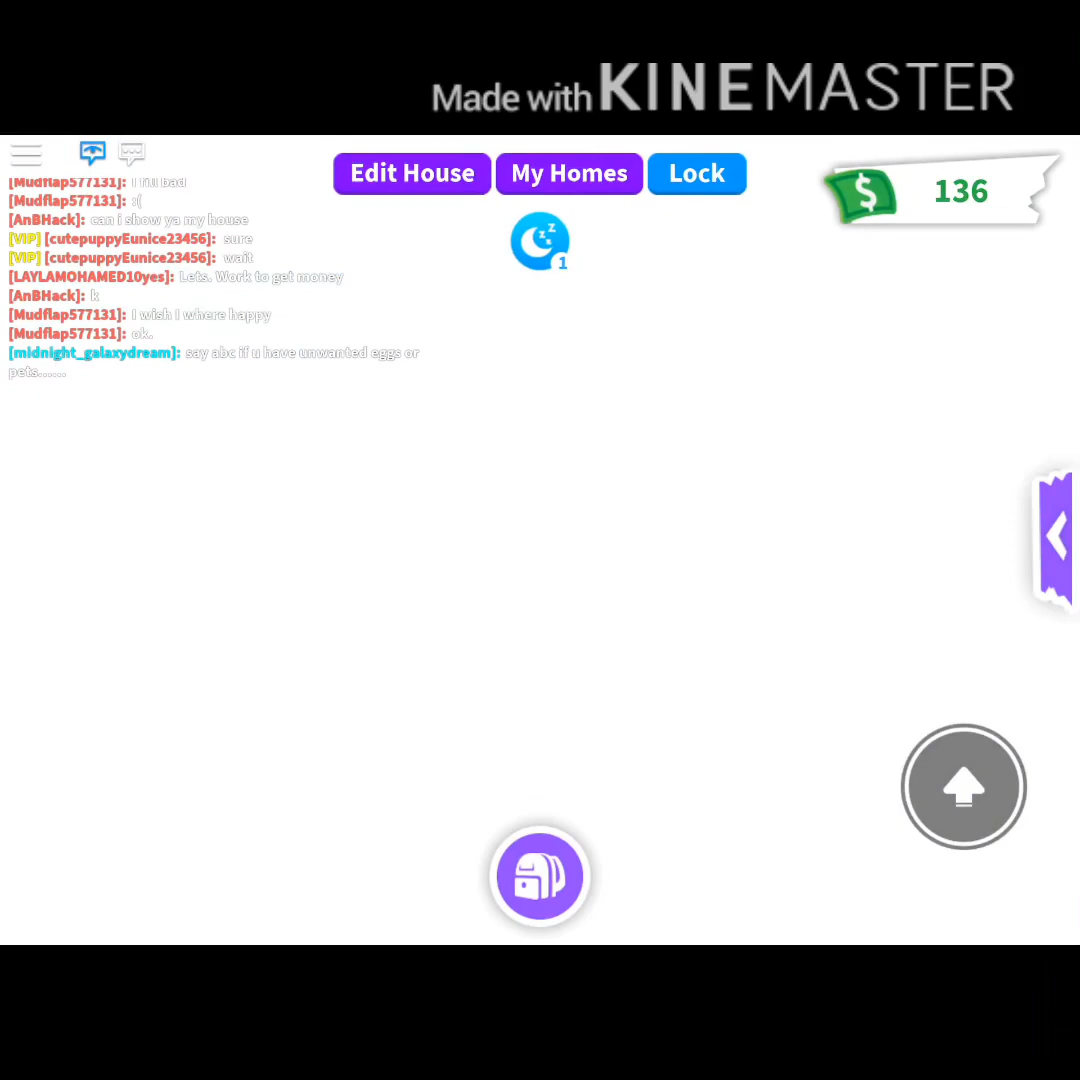 Made with KINEMASTER
Edit House My Homes Lock
136
1
[Mudflap577131]: I fill bad
[Mudflap577131]: :(
[AnBHack]: can i show ya my house
[VIP] [cutepuppyEunice23456]: sure
[VIP] [cutepuppyEunice23456]: wait
[LAYLAMOHAMED10yes]: Lets. Work to get money
[AnBHack]: k
[Mudflap577131]: I wish I where happy
[Mudflap577131]: ok.
[midnight_galaxydream]: say abc if u have unwanted eggs or
pets......